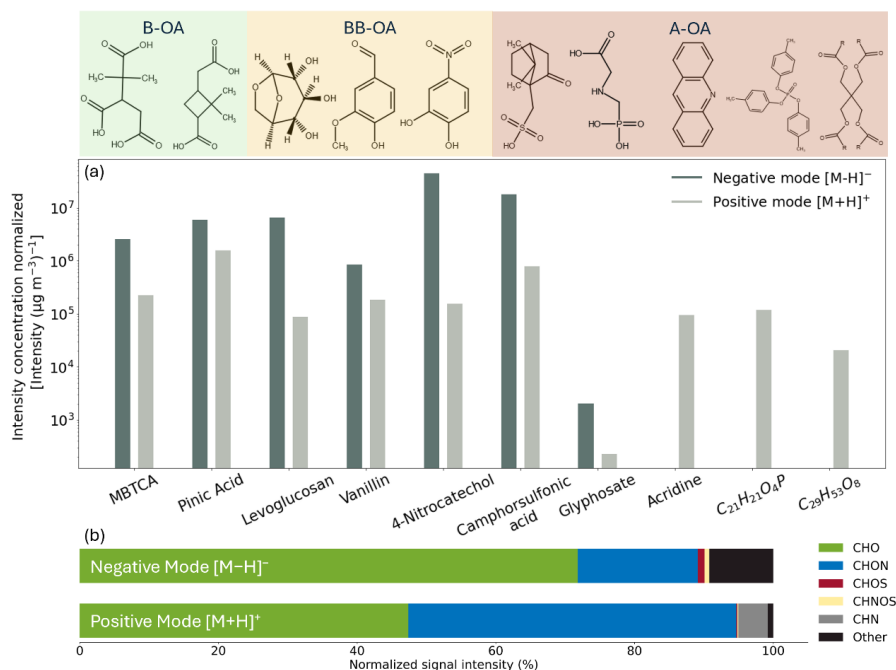 B-OA
BB-OA
A-OA
(a)
Negative mode [M-H]⁻
Positive mode [M+H]⁺
Intensity concentration normalized
[Intensity (µg m⁻³)⁻¹]
10⁷
10⁶
10⁵
10⁴
10³
MBTCA
Pinic Acid
Levoglucosan
Vanillin
4-Nitrocatechol
Camphorsulfonic
acid
Glyphosate
Acridine
C₂₁H₂₁O₄P
C₂₉H₅₃O₈
(b)
Negative Mode [M−H]⁻
Positive Mode [M+H]⁺
0
20
40
60
80
100
Normalized signal intensity (%)
CHO
CHON
CHOS
CHNOS
CHN
Other